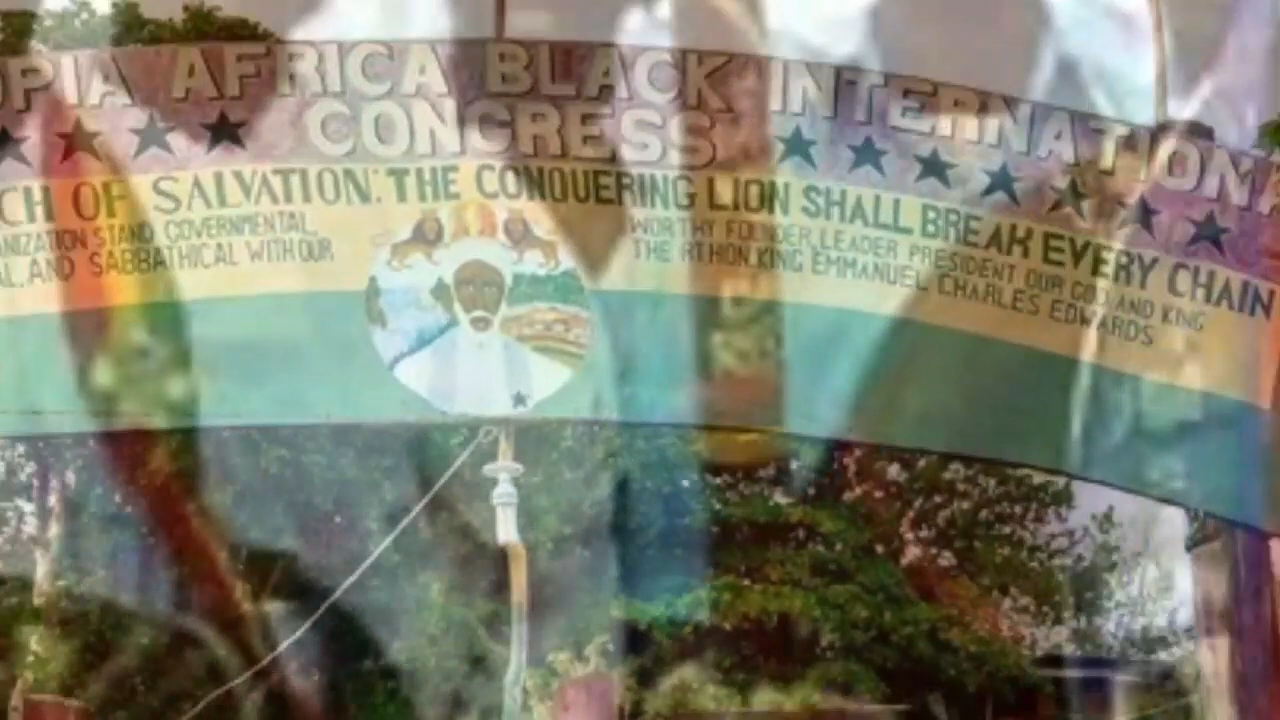 OPIA AFRICA BLACK INTERNATIONA
CONGRESS
CH OF SALVATION. THE CONQUERING LION SHALL BREAK EVERY CHAIN
ANIZATION STAND GOVERNMENTAL,
AL, AND SABBATHICAL WITH OUR
WORTHY FOUNDER, LEADER PRESIDENT OUR GOD AND KING
THE RT HON. KING EMMANUEL CHARLES EDWARDS